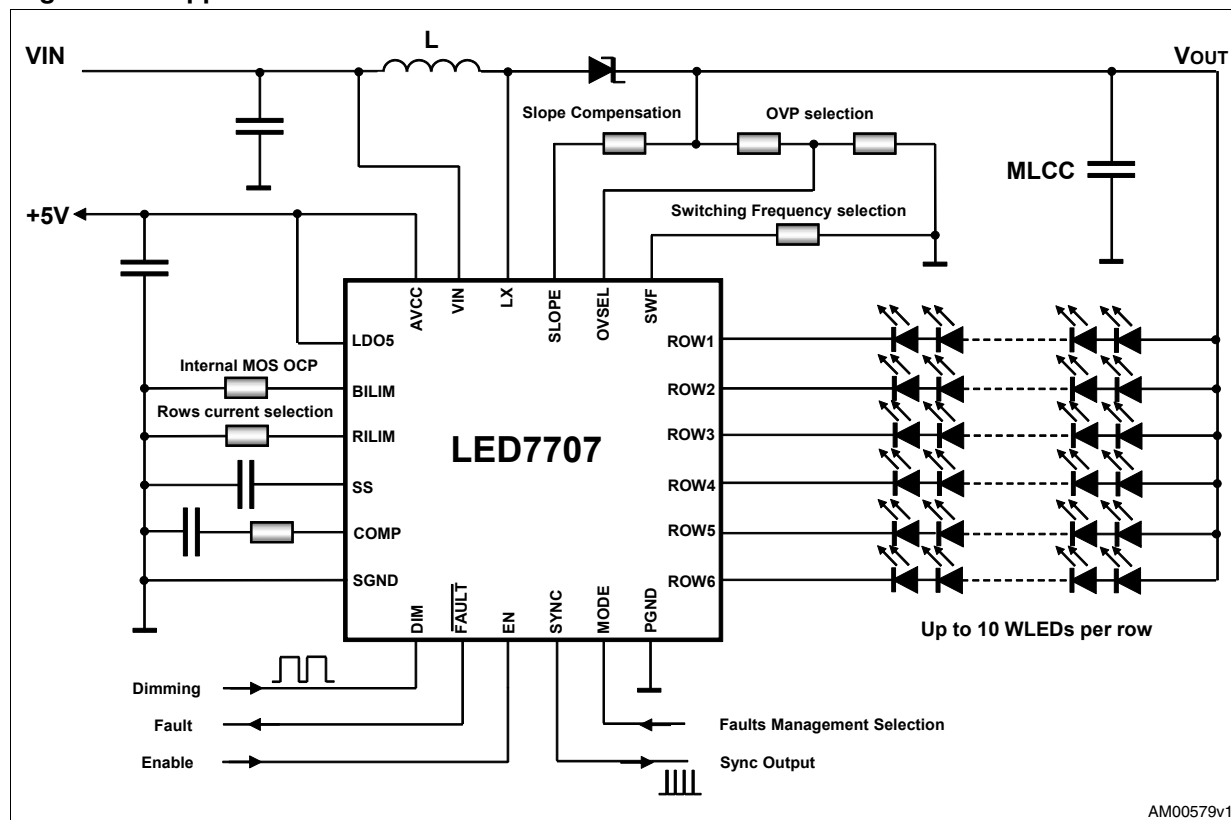 VIN
L
VOUT
Slope Compensation
OVP selection
MLCC
+5V
Switching Frequency selection
AVCC
VIN
LX
SLOPE
OVSEL
SWF
LDO5
ROW1
Internal MOS OCP
BILIM
ROW2
Rows current selection
RILIM
ROW3
LED7707
SS
ROW4
COMP
ROW5
SGND
ROW6
DIM
FAULT
EN
SYNC
MODE
PGND
Up to 10 WLEDs per row
Dimming
Fault
Faults Management Selection
Enable
Sync Output
AM00579v1